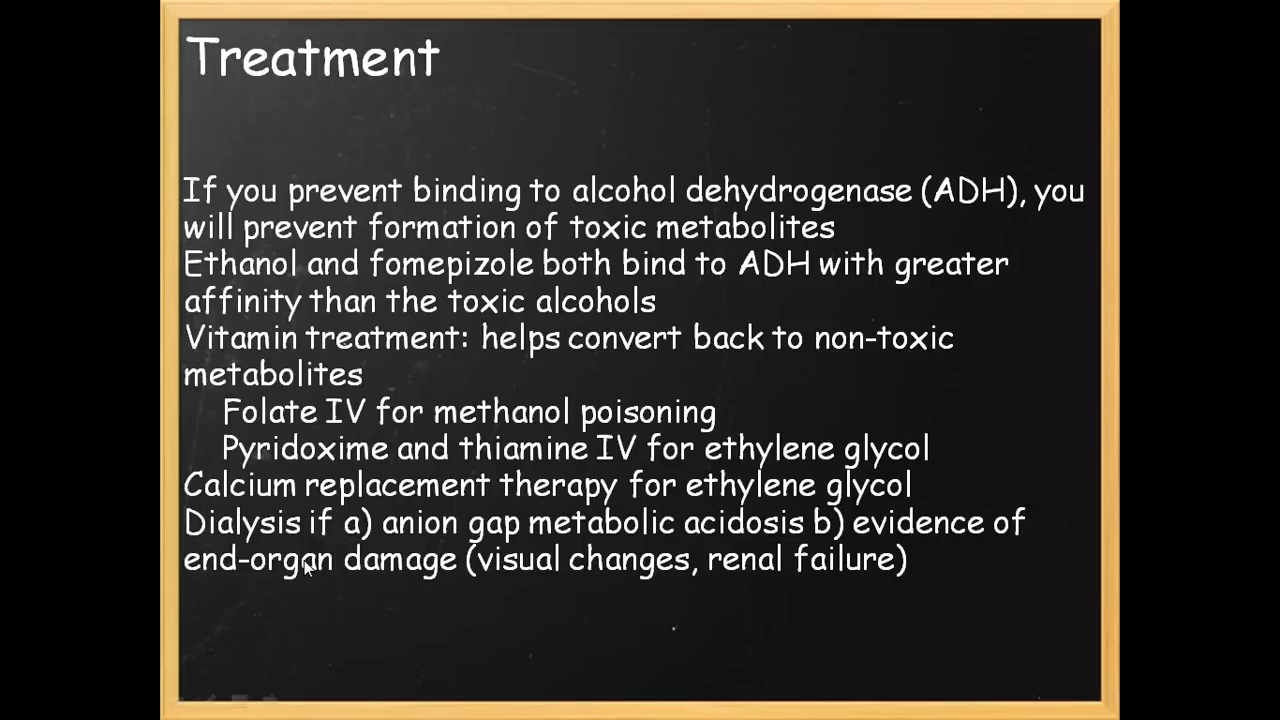 Treatment
If you prevent binding to alcohol dehydrogenase (ADH), you
will prevent formation of toxic metabolites
Ethanol and fomepizole both bind to ADH with greater
affinity than the toxic alcohols
Vitamin treatment: helps convert back to non-toxic
metabolites
Folate IV for methanol poisoning
Pyridoxime and thiamine IV for ethylene glycol
Calcium replacement therapy for ethylene glycol
Dialysis if a) anion gap metabolic acidosis b) evidence of
end-organ damage (visual changes, renal failure)